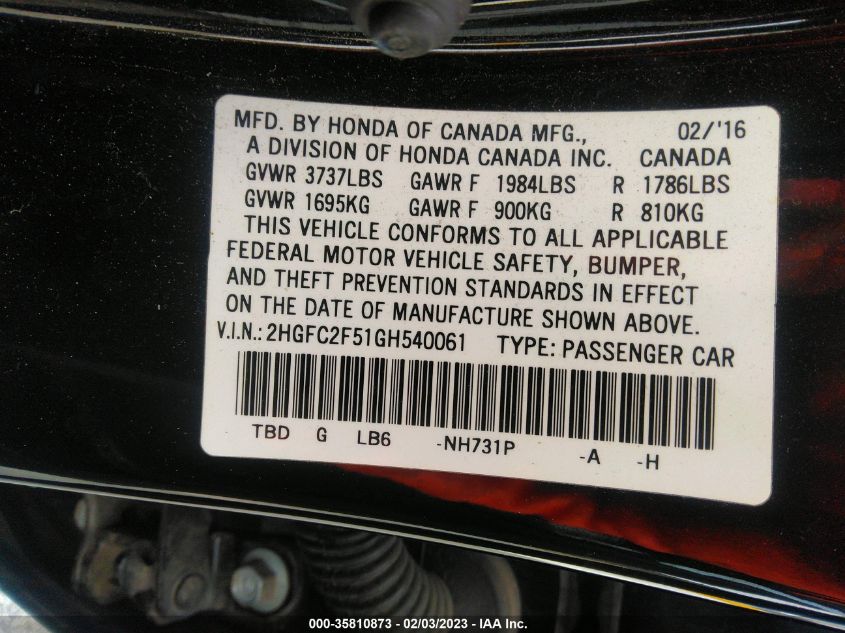 MFD. BY HONDA OF CANADA MFG., 02/'16
A DIVISION OF HONDA CANADA INC. CANADA
GVWR 3737LBS GAWR F 1984LBS R 1786LBS
GVWR 1695KG GAWR F 900KG R 810KG
THIS VEHICLE CONFORMS TO ALL APPLICABLE
FEDERAL MOTOR VEHICLE SAFETY, BUMPER,
AND THEFT PREVENTION STANDARDS IN EFFECT
ON THE DATE OF MANUFACTURE SHOWN ABOVE.
V.I.N.: 2HGFC2F51GH540061 TYPE: PASSENGER CAR
TBD G LB6 -NH731P -A -H
000-35810873 - 02/03/2023 - IAA Inc.